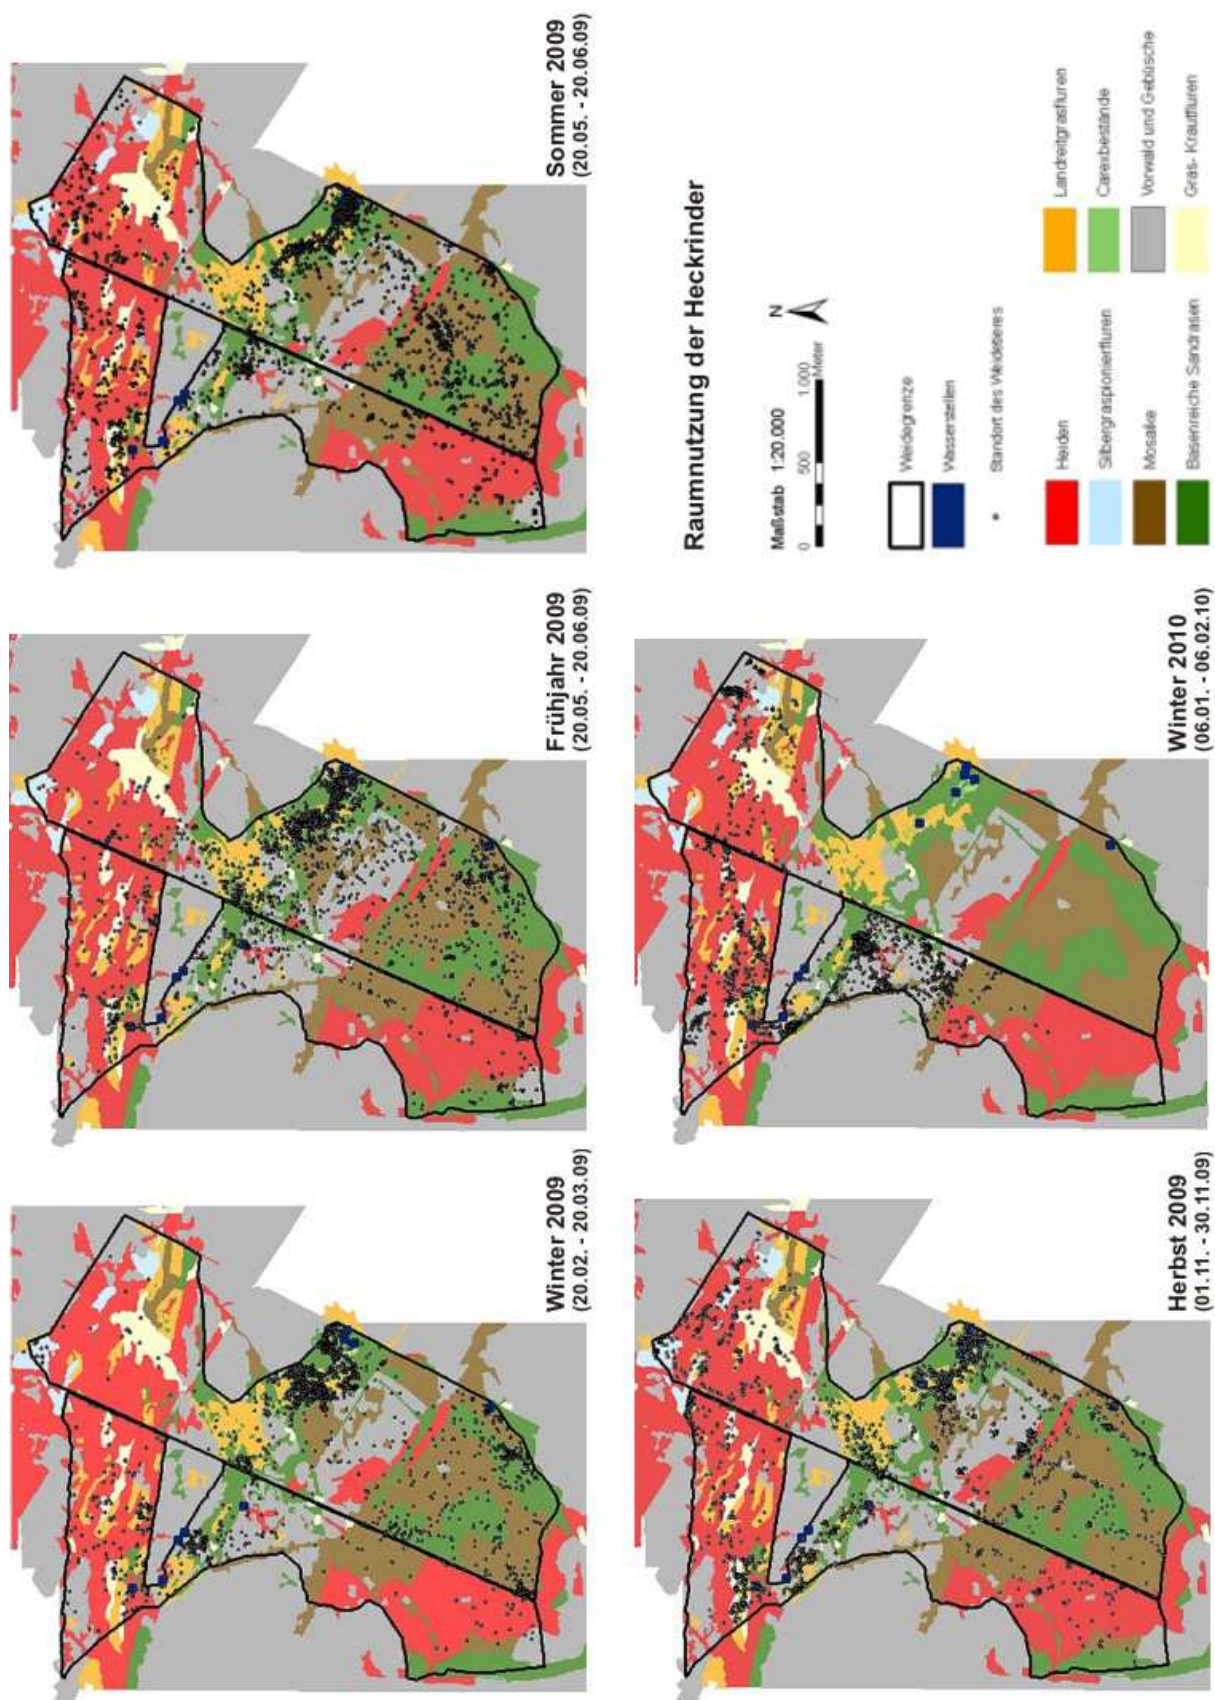 Winter 2009
(20.02. - 20.03.09)
Frühjahr 2009
(20.05. - 20.06.09)
Sommer 2009
(20.05. - 20.06.09)
Herbst 2009
(01.11. - 30.11.09)
Winter 2010
(06.01. - 06.02.10)
Raumnutzung der Heckrinder
Maßstab 1:20.000
N
0 500 1.000
Meter
Weidegrenze
Wasserstellen
Standort des Weidetieres
Heiden
Silbergraspionierfluren
Mosaike
Basenreiche Sandrasen
Landreitgrasfluren
Carexbestände
Vorwald und Gebüsche
Gras- Krautfluren